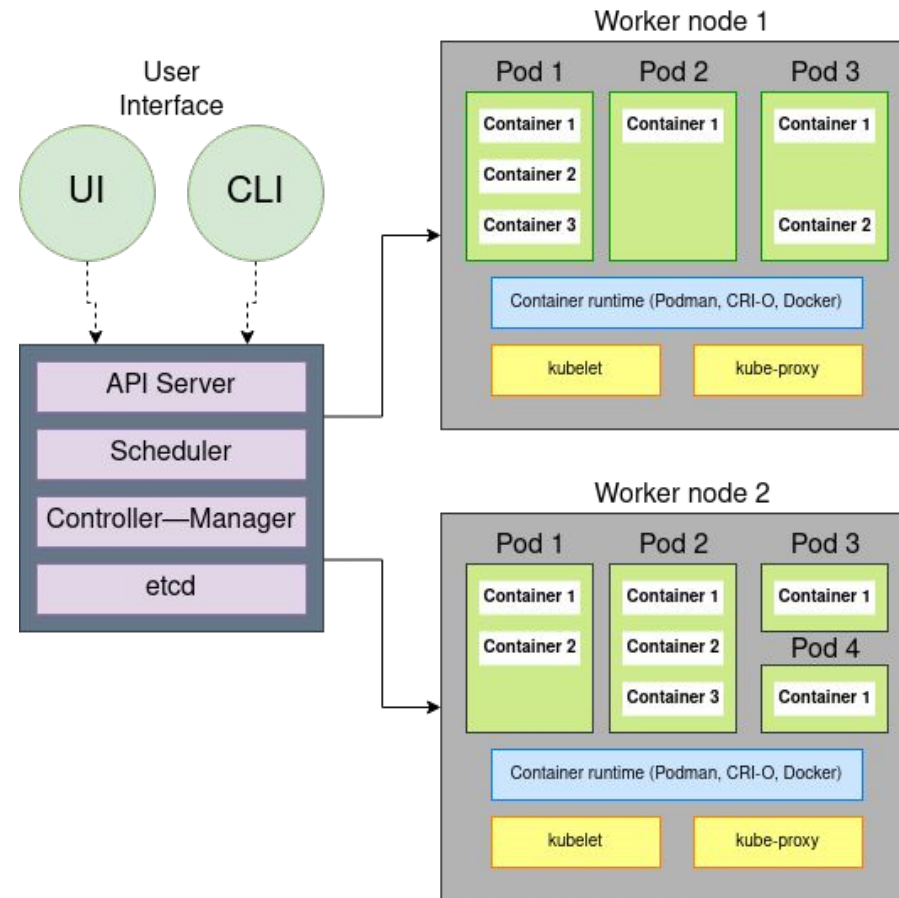 User
Interface
UI
CLI
API Server
Scheduler
Controller—Manager
etcd
Worker node 1
Pod 1
Pod 2
Pod 3
Container 1
Container 2
Container 3
Container 1
Container 1
Container 2
Container runtime (Podman, CRI-O, Docker)
kubelet
kube-proxy
Worker node 2
Pod 1
Pod 2
Pod 3
Container 1
Container 2
Container 1
Container 2
Container 3
Container 1
Pod 4
Container 1
Container runtime (Podman, CRI-O, Docker)
kubelet
kube-proxy